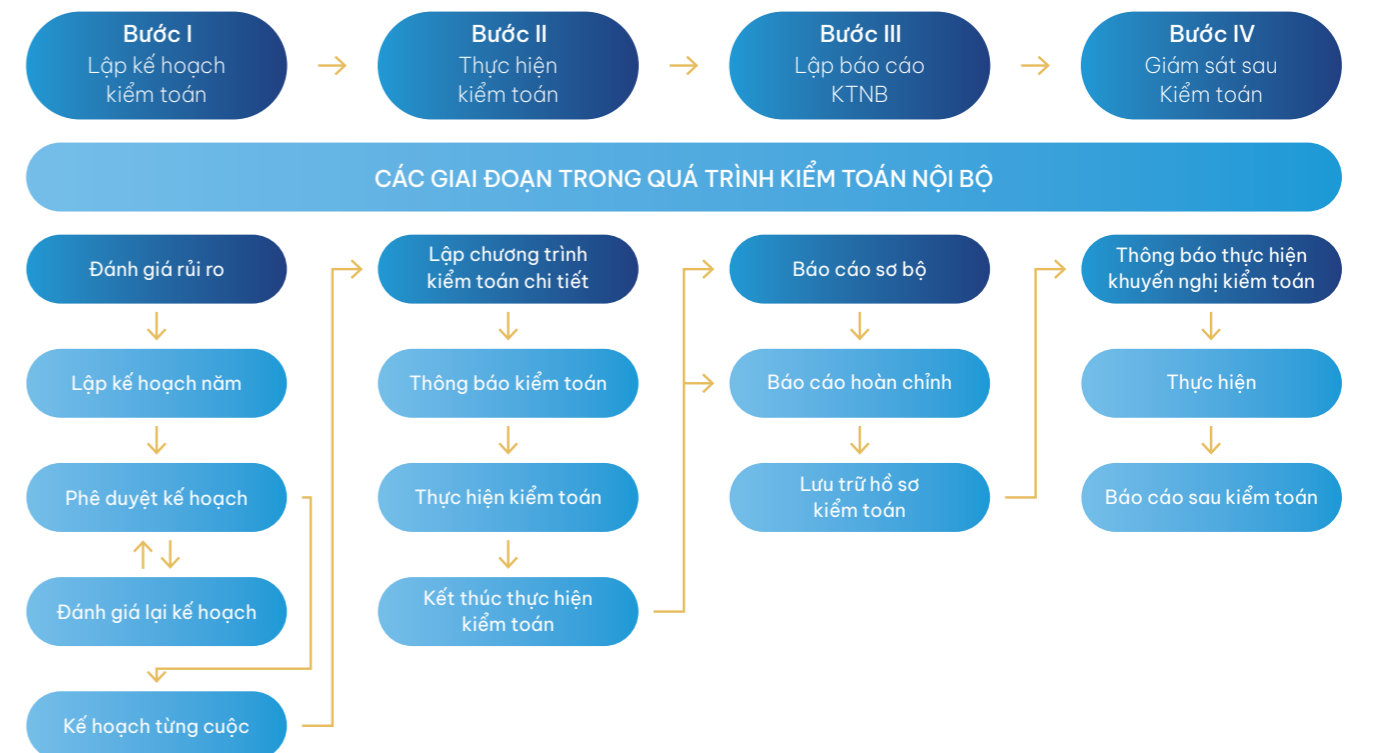 Bước I
Lập kế hoạch
kiểm toán
Bước II
Thực hiện
kiểm toán
Bước III
Lập báo cáo
KTNB
Bước IV
Giám sát sau
Kiểm toán
CÁC GIAI ĐOẠN TRONG QUÁ TRÌNH KIỂM TOÁN NỘI BỘ
Đánh giá rủi ro
Lập kế hoạch năm
Phê duyệt kế hoạch
Đánh giá lại kế hoạch
Kế hoạch từng cuộc
Lập chương trình
kiểm toán chi tiết
Thông báo kiểm toán
Thực hiện kiểm toán
Kết thúc thực hiện
kiểm toán
Báo cáo sơ bộ
Báo cáo hoàn chỉnh
Lưu trữ hồ sơ
kiểm toán
Thông báo thực hiện
khuyến nghị kiểm toán
Thực hiện
Báo cáo sau kiểm toán